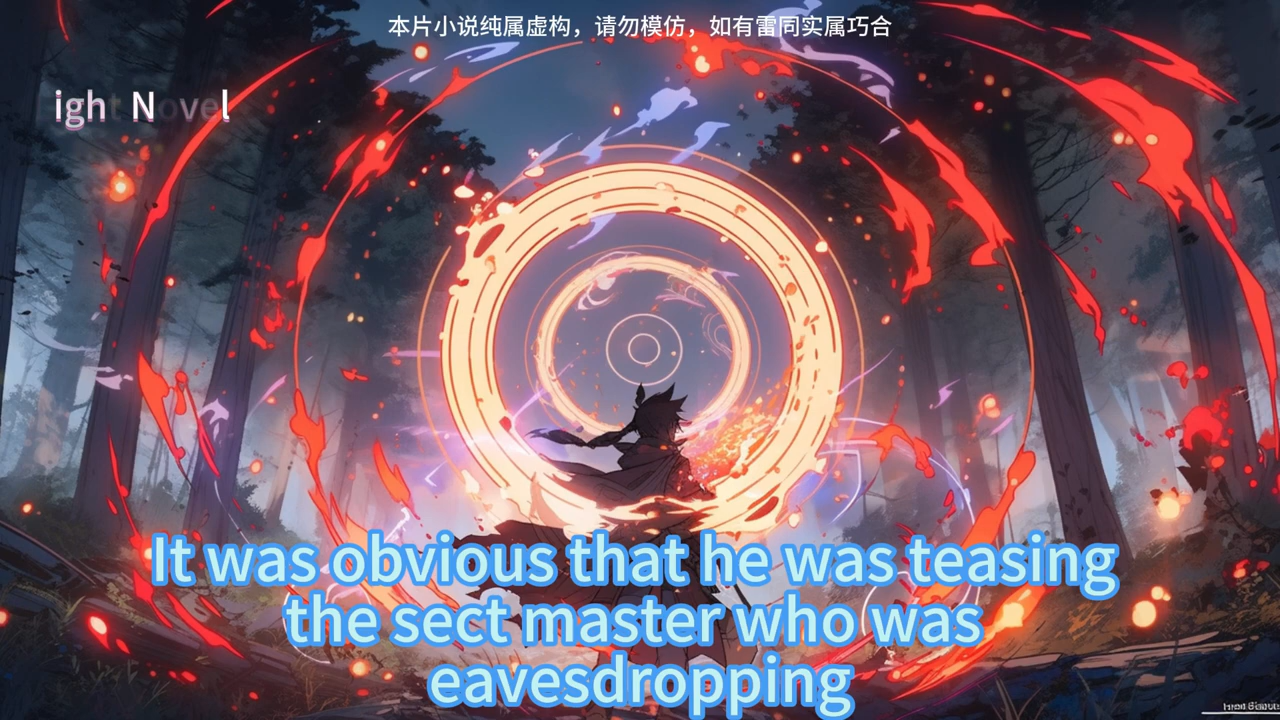 本片小说纯属虚构，请勿模仿，如有雷同实属巧合
ight Novel
It was obvious that he was teasing
the sect master who was
eavesdropping